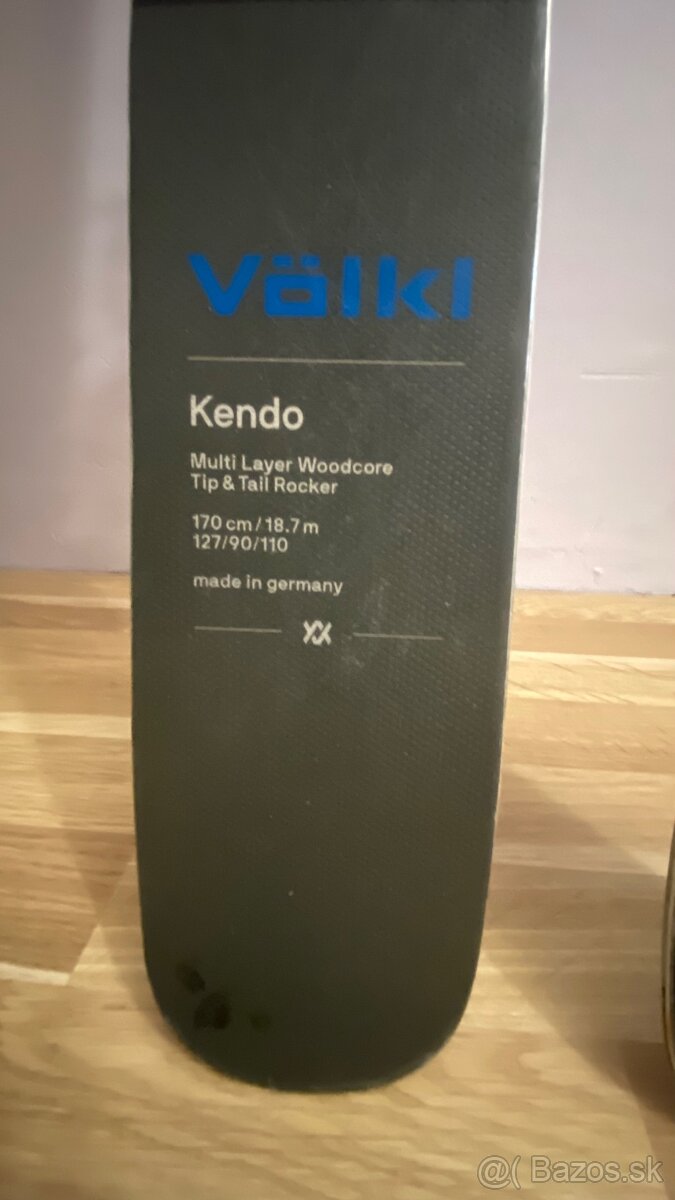 Völkl
Kendo
Multi Layer Woodcore
Tip & Tail Rocker
170 cm / 18.7 m
127/90/110
made in germany
@( Bazos.sk